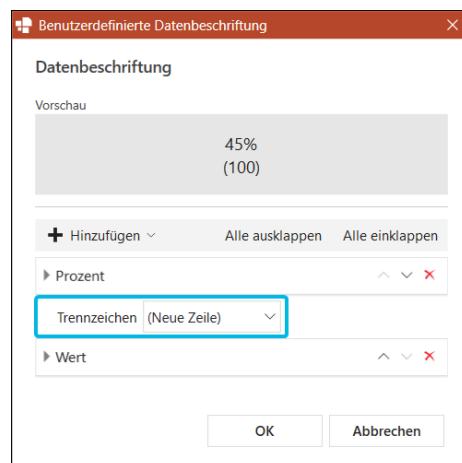 Benutzerdefinierte Datenbeschriftung
Datenbeschriftung
Vorschau
45%
(100)
Hinzufügen Alle ausklappen Alle einklappen
Prozent
Trennzeichen (Neue Zeile)
Wert
OK Abbrechen